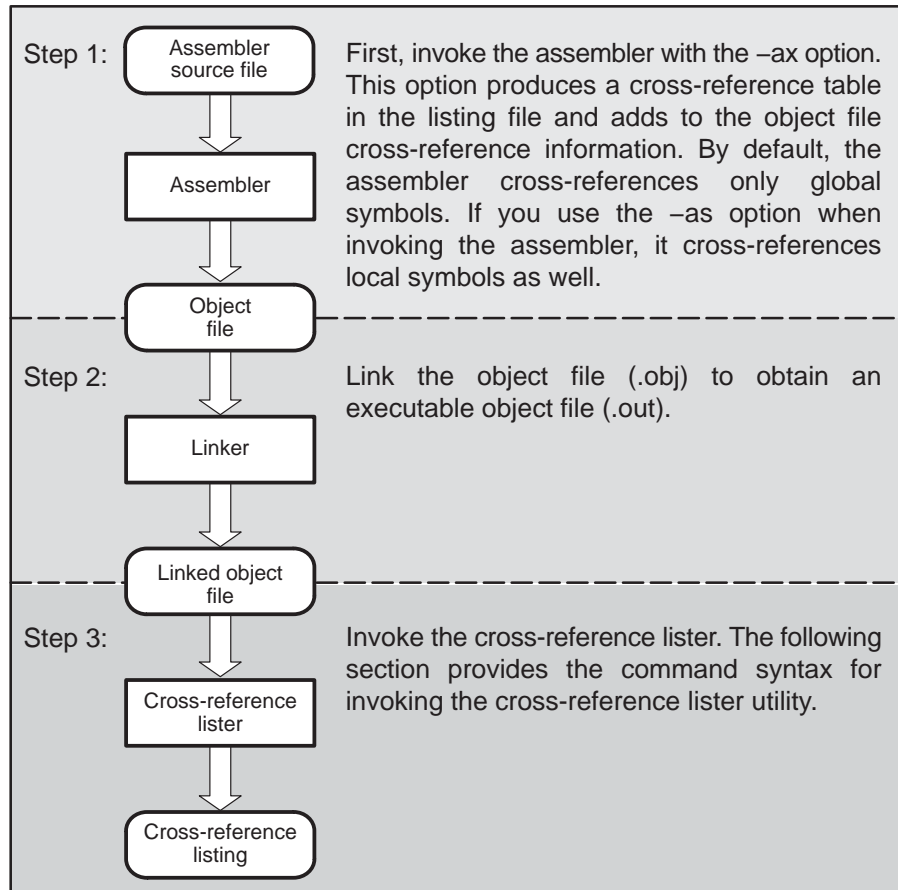 Step 1:
Assembler
source file
First, invoke the assembler with the –ax option.
This option produces a cross-reference table
in the listing file and adds to the object file
cross-reference information. By default, the
assembler cross-references only global
symbols. If you use the –as option when
invoking the assembler, it cross-references
local symbols as well.
Assembler
Object
file
Step 2:
Link the object file (.obj) to obtain an
executable object file (.out).
Linker
Linked object
file
Step 3:
Invoke the cross-reference lister. The following
section provides the command syntax for
invoking the cross-reference lister utility.
Cross-reference
lister
Cross-reference
listing